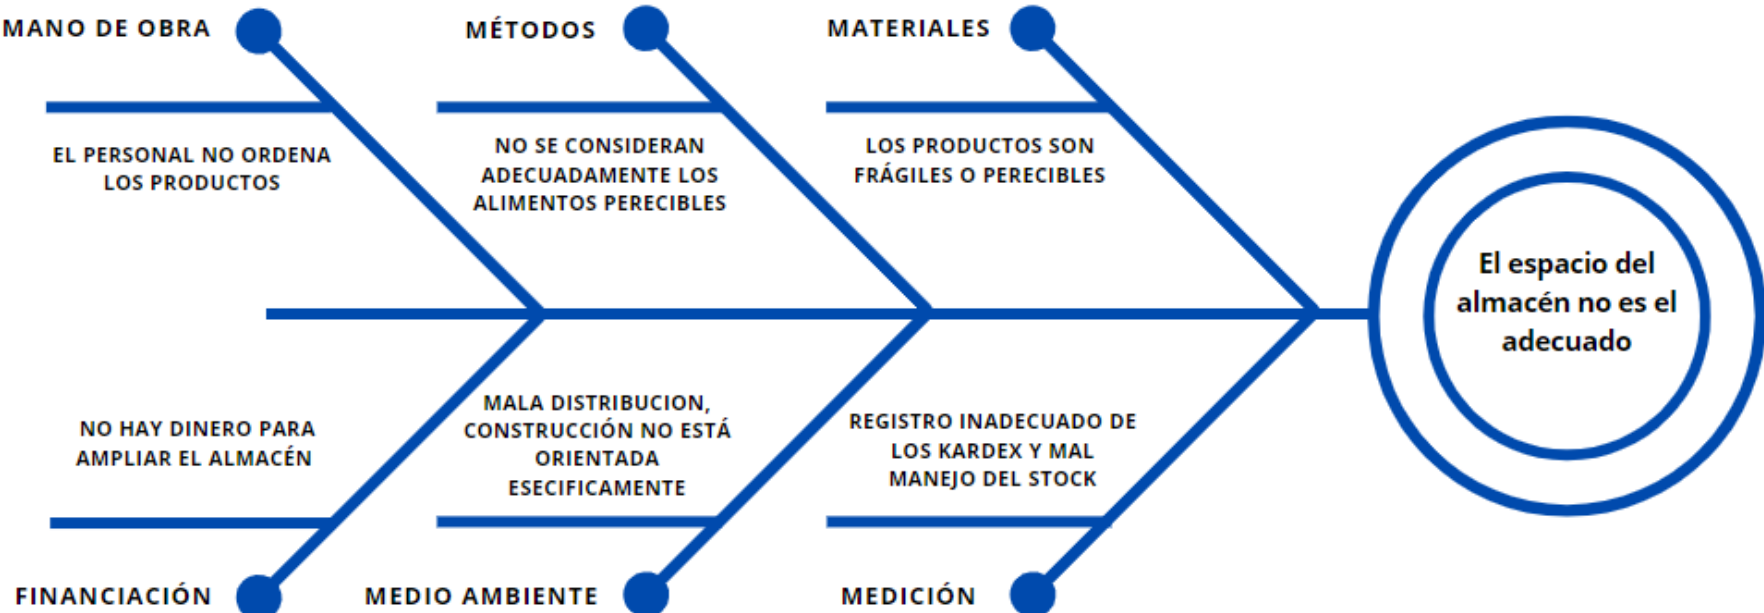 MANO DE OBRA
MÉTODOS
MATERIALES
EL PERSONAL NO ORDENA
LOS PRODUCTOS
NO SE CONSIDERAN
ADECUADAMENTE LOS
ALIMENTOS PERECIBLES
LOS PRODUCTOS SON
FRÁGILES O PERECIBLES
El espacio del
almacén no es el
adecuado
NO HAY DINERO PARA
AMPLIAR EL ALMACÉN
MALA DISTRIBUCION,
CONSTRUCCIÓN NO ESTÁ
ORIENTADA
ESECIFICAMENTE
REGISTRO INADECUADO DE
LOS KARDEX Y MAL
MANEJO DEL STOCK
FINANCIACIÓN
MEDIO AMBIENTE
MEDICIÓN